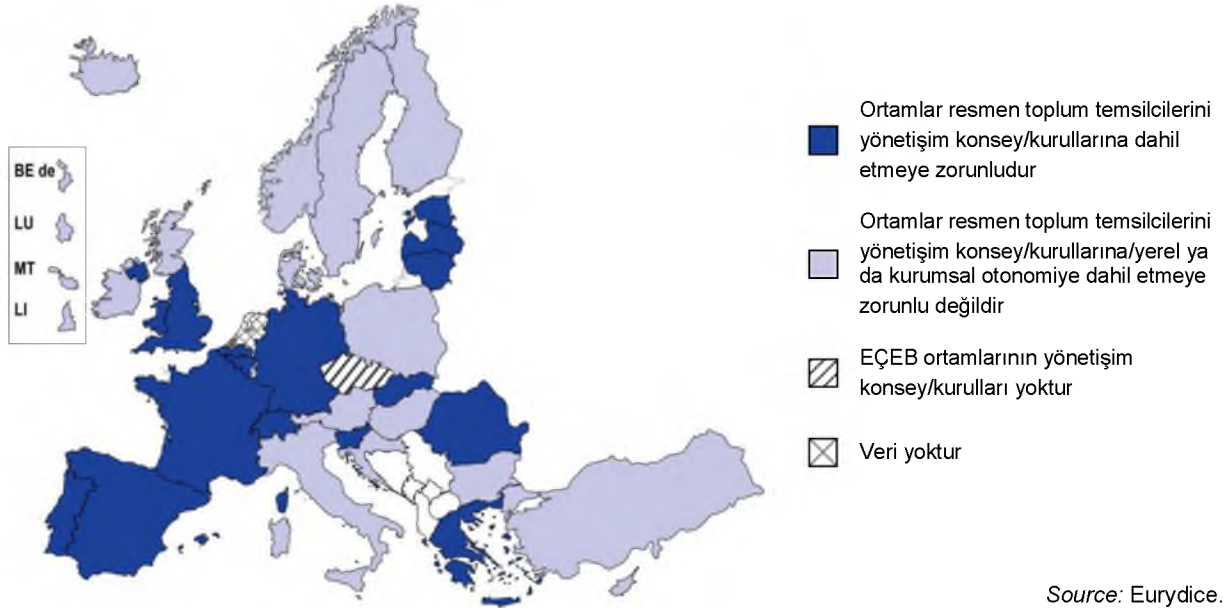 BE de
LU
MT
LI
Ortamlar resmen toplum temsilcilerini
yönetişim konsey/kurullarına dahil
etmeye zorunludur
Ortamlar resmen toplum temsilcilerini
yönetişim konsey/kurullarına/yerel ya
da kurumsal otonomiye dahil etmeye
zorunlu değildir
EÇEB ortamlarının yönetişim
konsey/kurulları yoktur
Veri yoktur
Source: Eurydice.